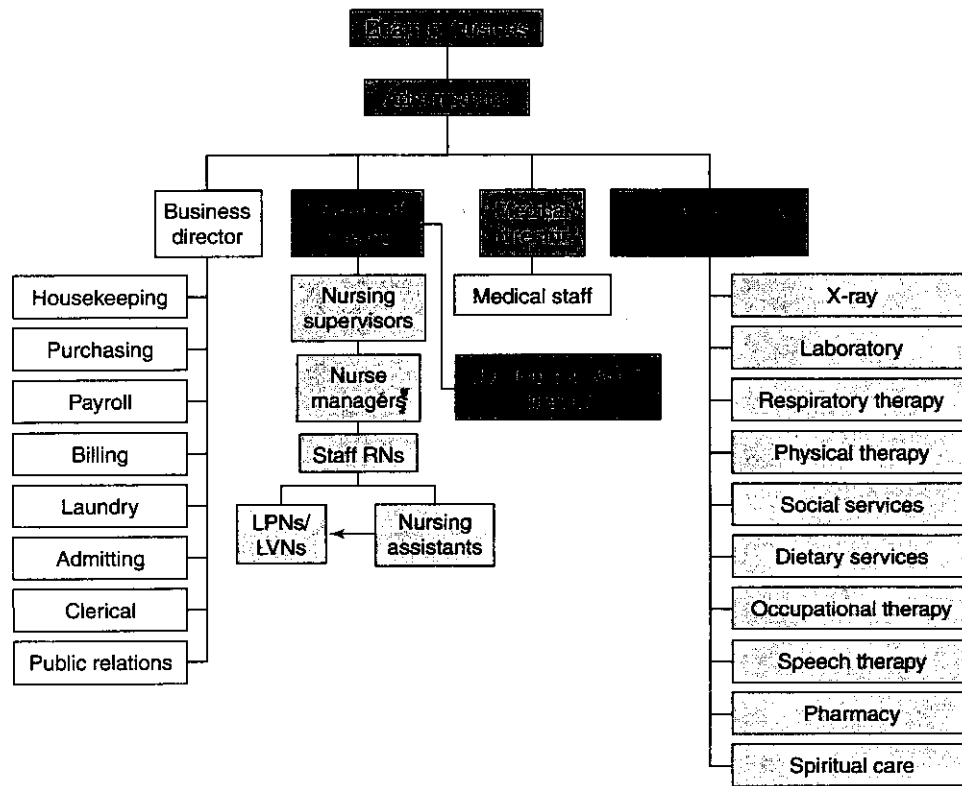 Business
director
Medical
director
Housekeeping
Purchasing
Payroll
Billing
Laundry
Admitting
Clerical
Public relations
Nursing
supervisors
Nurse
managers
Staff RNs
LPNs/
LVNs
Nursing
assistants
Medical staff
X-ray
Laboratory
Respiratory therapy
Physical therapy
Social services
Dietary services
Occupational therapy
Speech therapy
Pharmacy
Spiritual care